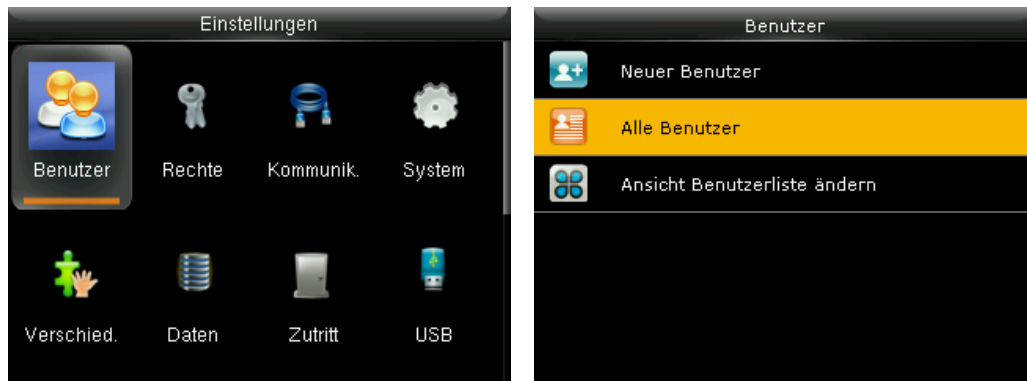 Einstellungen
Benutzer
Rechte
Kommunik.
System
Verschied.
Daten
Zutritt
USB
Benutzer
Neuer Benutzer
Alle Benutzer
Ansicht Benutzerliste ändern